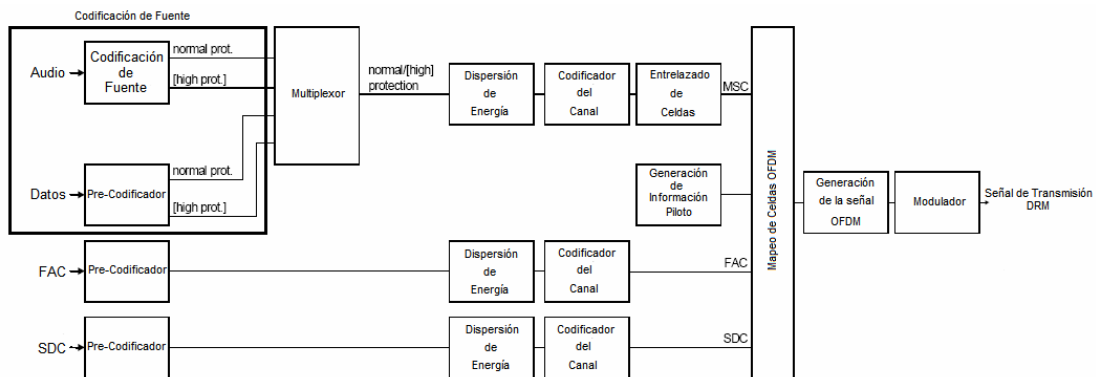 Codificación de Fuente
Audio
Codificación
de
Fuente
normal prot.
[high prot.]
Multiplexor
normal/[high]
protection
Dispersión
de
Energía
Codificador
del
Canal
Entrelazado
de
Celdas
MSC
Datos
Pre-Codificador
normal prot.
[high prot.]
Generación
de
Información
Piloto
Mapeo de Celdas OFDM
Generación
de la señal
OFDM
Modulador
Señal de Transmisión
DRM
FAC
Pre-Codificador
Dispersión
de
Energía
Codificador
del
Canal
FAC
SDC
Pre-Codificador
Dispersión
de
Energía
Codificador
del
Canal
SDC